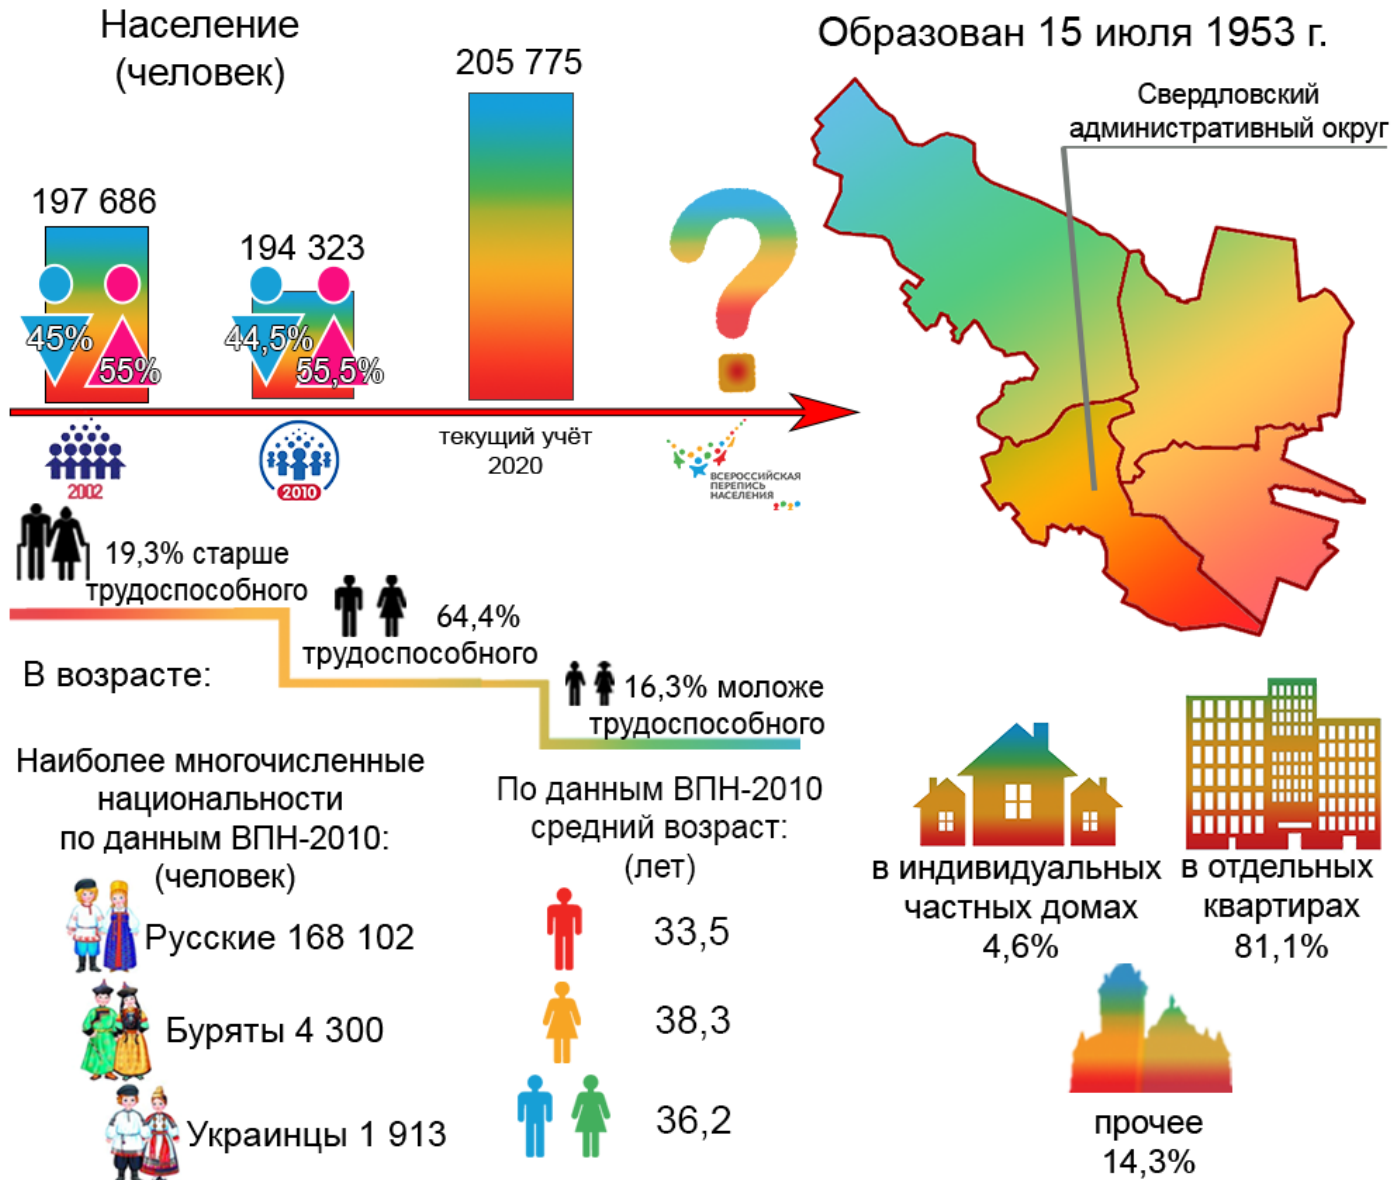 Население
(человек)
197 686
194 323
205 775
45%
55%
44,5%
55,5%
2002
2010
текущий учёт
2020
ВСЕРОССИЙСКАЯ
ПЕРЕПИСЬ
НАСЕЛЕНИЯ
Образован 15 июля 1953 г.
Свердловский
административный округ
19,3% старше
трудоспособного
64,4%
трудоспособного
16,3% моложе
трудоспособного
В возрасте:
Наиболее многочисленные
национальности
по данным ВПН-2010:
(человек)
Русские 168 102
Буряты 4 300
Украинцы 1 913
По данным ВПН-2010
средний возраст:
(лет)
33,5
38,3
36,2
в индивидуальных
частных домах
4,6%
в отдельных
квартирах
81,1%
прочее
14,3%